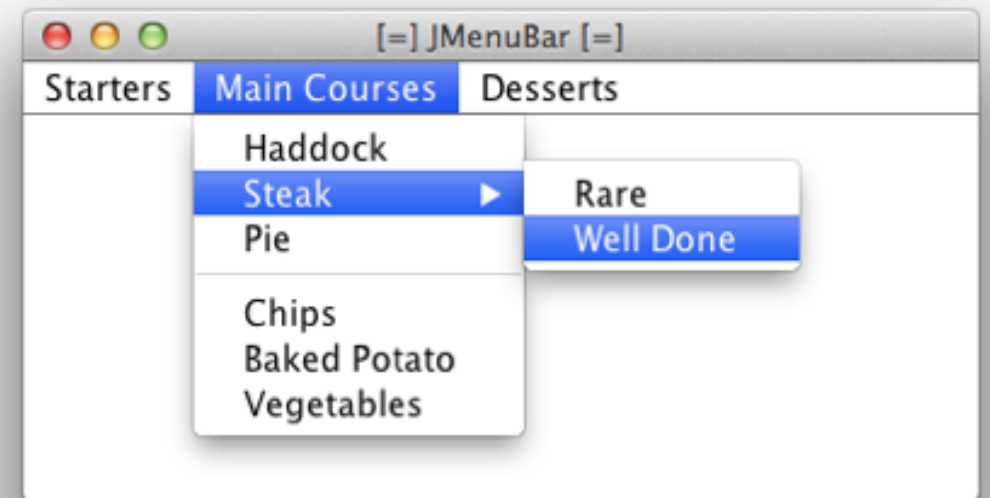 [=] JMenuBar [=]
Starters Main Courses Desserts
Haddock
Steak
Rare
Pie
Well Done
Chips
Baked Potato
Vegetables